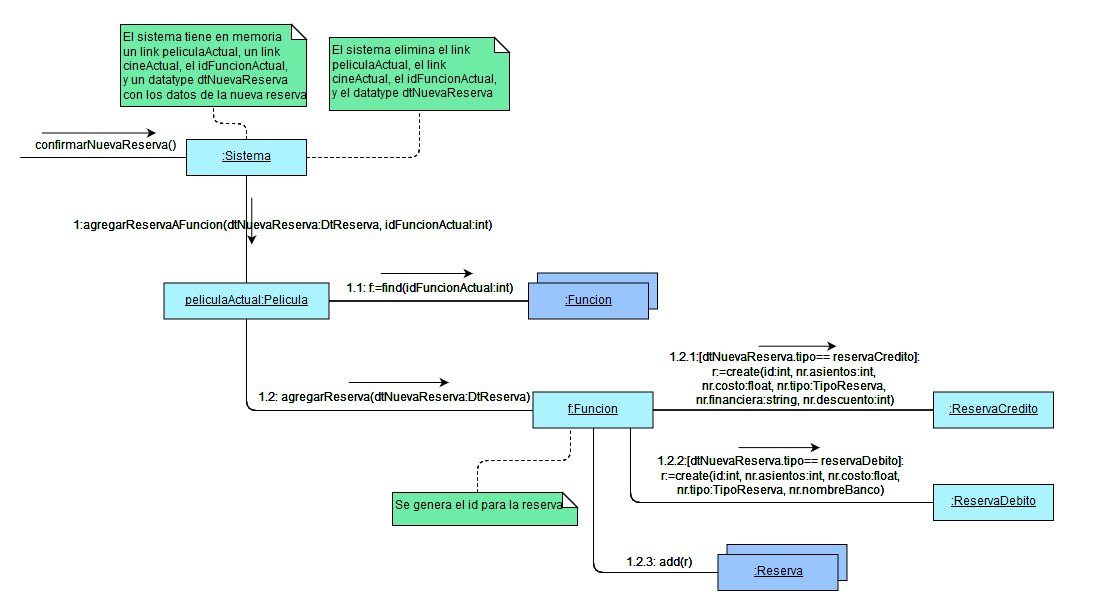 El sistema tiene en memoria
un link peliculaActual, un link
cineActual, el idFuncionActual,
y un datatype dtNuevaReserva
con los datos de la nueva reserva
El sistema elimina el link
peliculaActual, el link
cineActual, el idFuncionActual,
y el datatype dtNuevaReserva
confirmarNuevaReserva()
:Sistema
1:agregarReservaAFuncion(dtNuevaReserva:DtReserva, idFuncionActual:int)
peliculaActual:Pelicula
1.1: f:=find(idFuncionActual:int)
:Funcion
1.2: agregarReserva(dtNuevaReserva:DtReserva)
f:Funcion
1.2.1:[dtNuevaReserva.tipo== reservaCredito]:
r:=create(id:int, nr.asientos:int,
nr.costo:float, nr.tipo:TipoReserva,
nr.financiera:string, nr.descuento:int)
:ReservaCredito
1.2.2:[dtNuevaReserva.tipo== reservaDebito]:
r:=create(id:int, nr.asientos:int, nr.costo:float,
nr.tipo:TipoReserva, nr.nombreBanco)
:ReservaDebito
Se genera el id para la reserva
1.2.3: add(r)
:Reserva